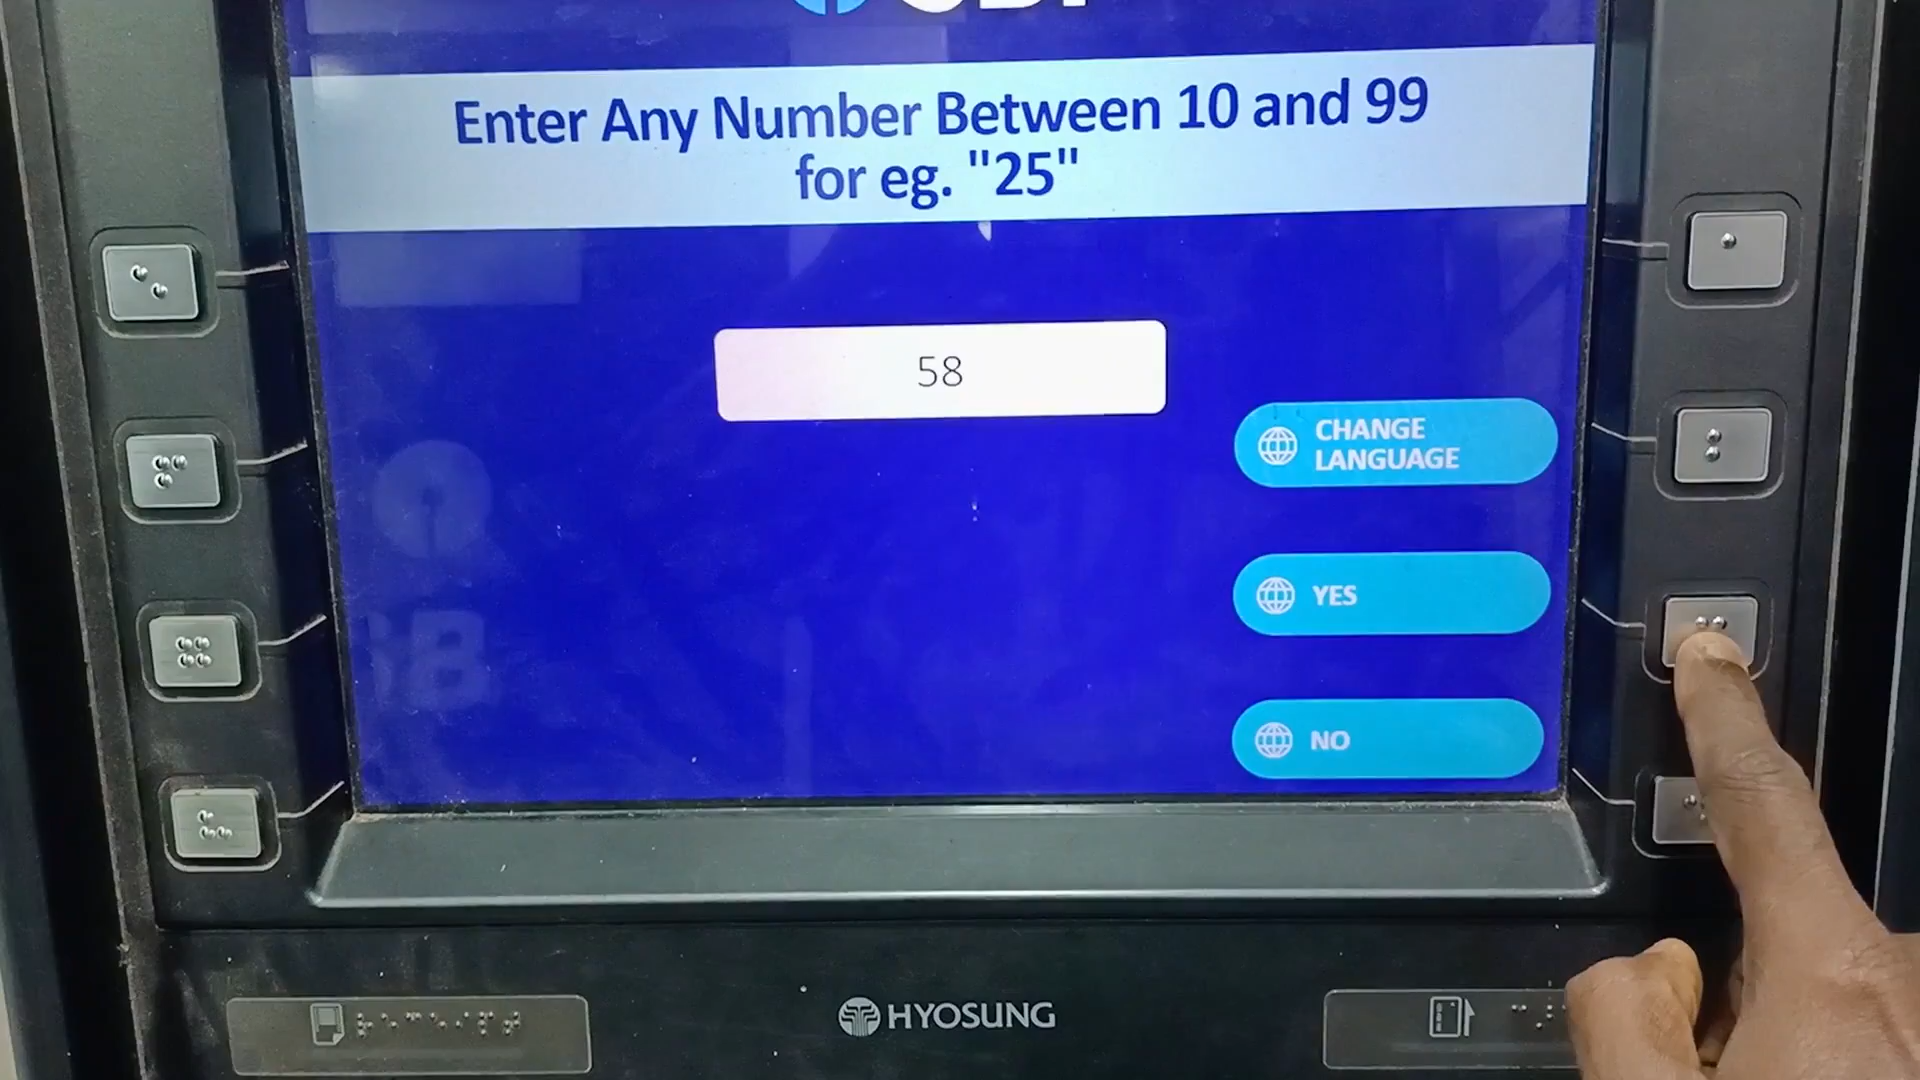 Enter Any Number Between 10 and 99
for eg. "25"
58
CHANGE
LANGUAGE
YES
NO
HYOSUNG